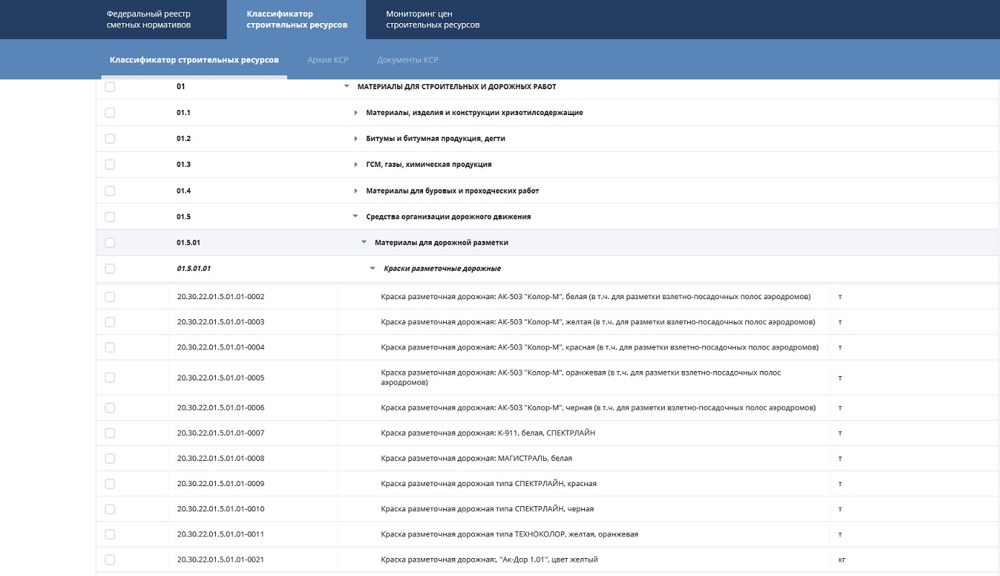 Федеральный реестр
сметных нормативов
Классификатор
строительных ресурсов
Мониторинг цен
строительных ресурсов
Классификатор строительных ресурсов Архив КСР Документы КСР
01 МАТЕРИАЛЫ ДЛЯ СТРОИТЕЛЬНЫХ И ДОРОЖНЫХ РАБОТ
01.1 Материалы, изделия и конструкции хризотилсодержащие
01.2 Битумы и битумная продукция, дегти
01.3 ГСМ, газы, химическая продукция
01.4 Материалы для буровых и проходческих работ
01.5 Средства организации дорожного движения
01.5.01 Материалы для дорожной разметки
01.5.01.01 Краски разметочные дорожные
20.30.22.01.5.01.01-0002 Краска разметочная дорожная: АК-503 "Колор-М", белая (в т.ч. для разметки взлетно-посадочных полос аэродромов) т
20.30.22.01.5.01.01-0003 Краска разметочная дорожная: АК-503 "Колор-М", желтая (в т.ч. для разметки взлетно-посадочных полос аэродромов) т
20.30.22.01.5.01.01-0004 Краска разметочная дорожная: АК-503 "Колор-М", красная (в т.ч. для разметки взлетно-посадочных полос аэродромов) т
20.30.22.01.5.01.01-0005 Краска разметочная дорожная: АК-503 "Колор-М", оранжевая (в т.ч. для разметки взлетно-посадочных полос
аэродромов) т
20.30.22.01.5.01.01-0006 Краска разметочная дорожная: АК-503 "Колор-М", черная (в т.ч. для разметки взлетно-посадочных полос аэродромов) т
20.30.22.01.5.01.01-0007 Краска разметочная дорожная: К-911, белая, СПЕКТРЛАЙН т
20.30.22.01.5.01.01-0008 Краска разметочная дорожная: МАГИСТРАЛЬ, белая т
20.30.22.01.5.01.01-0009 Краска разметочная дорожная типа СПЕКТРЛАЙН, красная т
20.30.22.01.5.01.01-0010 Краска разметочная дорожная типа СПЕКТРЛАЙН, черная т
20.30.22.01.5.01.01-0011 Краска разметочная дорожная типа ТЕХНОКОЛОР, желтая, оранжевая т
20.30.22.01.5.01.01-0021 Краска разметочная дорожная:, "Ак-Дор 1.01", цвет желтый кг